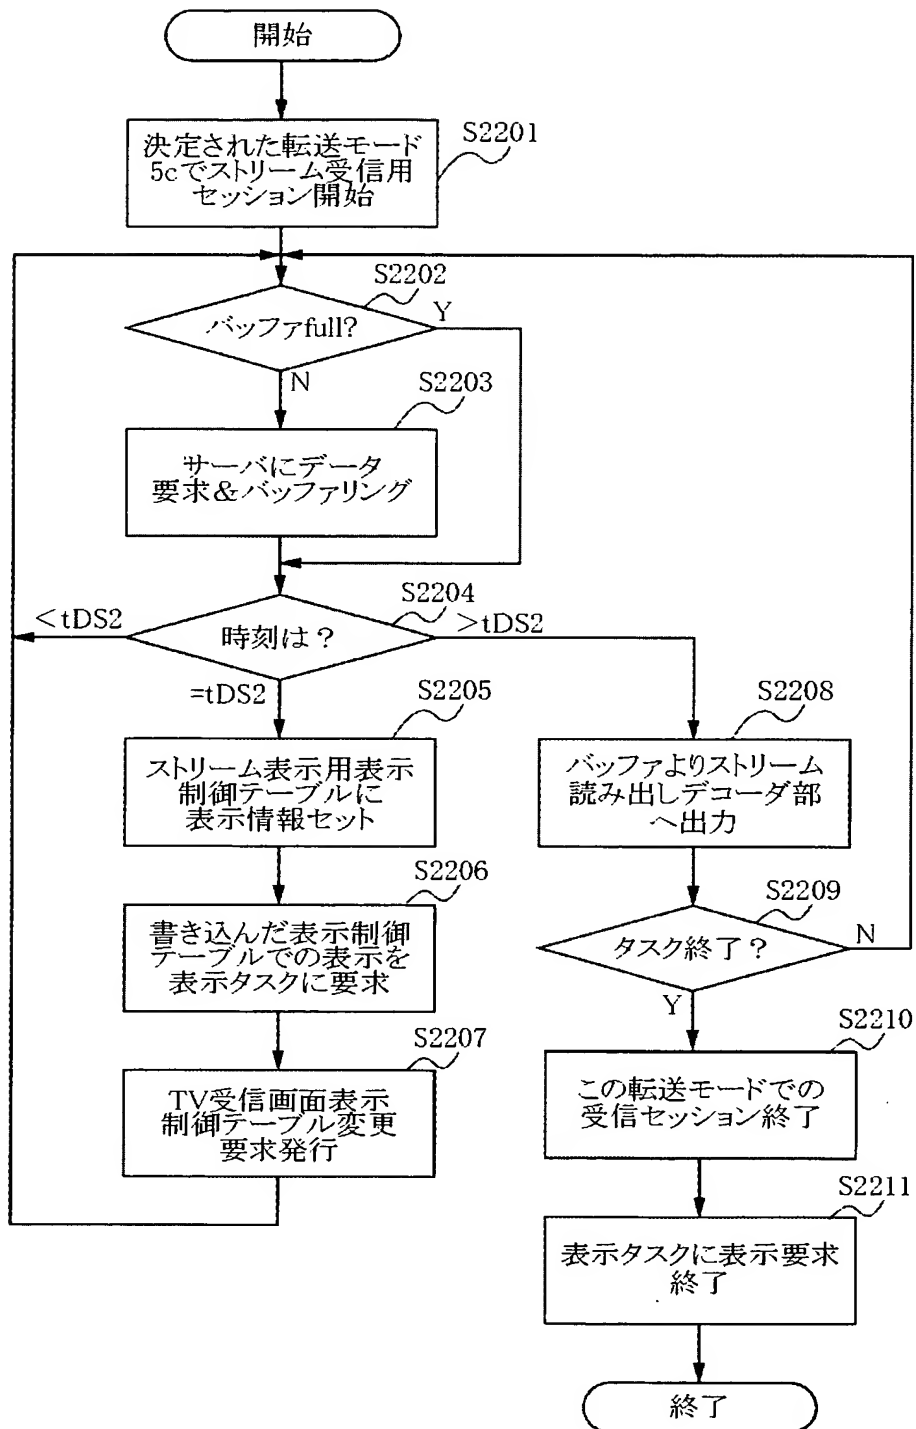 開始
S2201
決定された転送モード
5cでストリーム受信用
セッション開始
S2202
バッファfull?
Y
N
S2203
サーバにデータ
要求&バッファリング
S2204
<tDS2
時刻は?
>tDS2
=tDS2
S2205
ストリーム表示用表示
制御テーブルに
表示情報セット
S2206
書き込んだ表示制御
テーブルでの表示を
表示タスクに要求
S2207
TV受信画面表示
制御テーブル変更
要求発行
S2208
バッファよりストリーム
読み出しデコーダ部
へ出力
S2209
タスク終了?
N
Y
S2210
この転送モードでの
受信セッション終了
S2211
表示タスクに表示要求
終了
終了